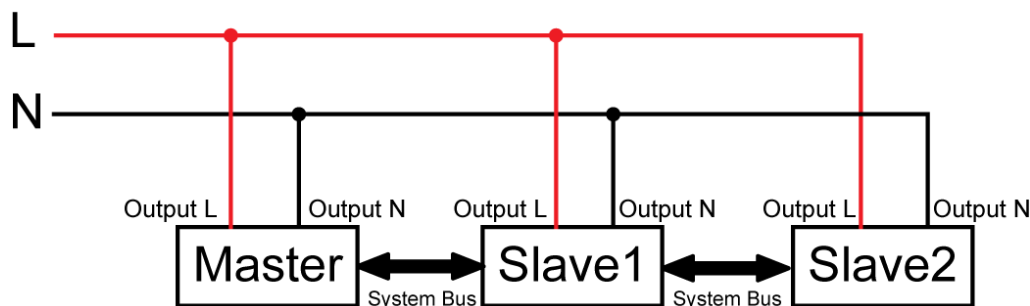 L
N
Output L Output N Output L Output N Output L Output N
Master Slave1 Slave2
System Bus System Bus